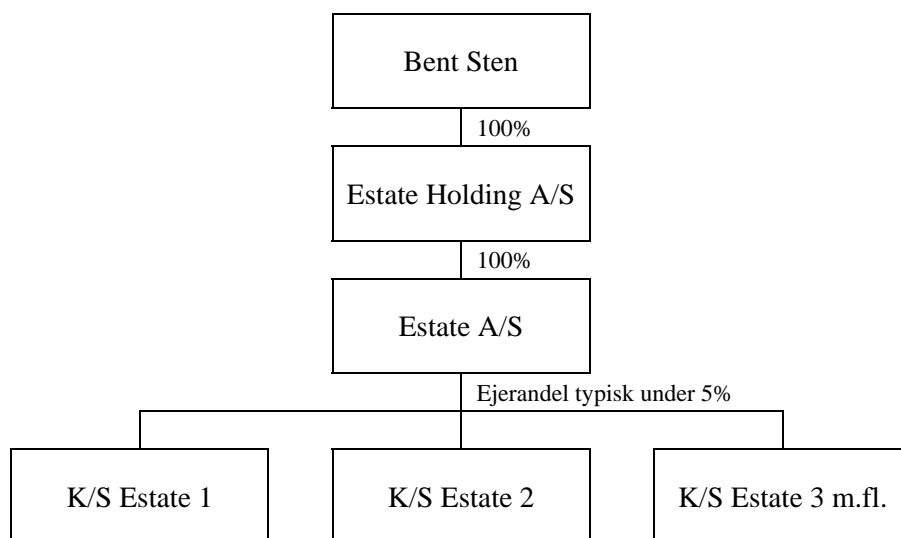 Bent Sten
100%
Estate Holding A/S
100%
Estate A/S
Ejerandel typisk under 5%
K/S Estate 1
K/S Estate 2
K/S Estate 3 m.fl.